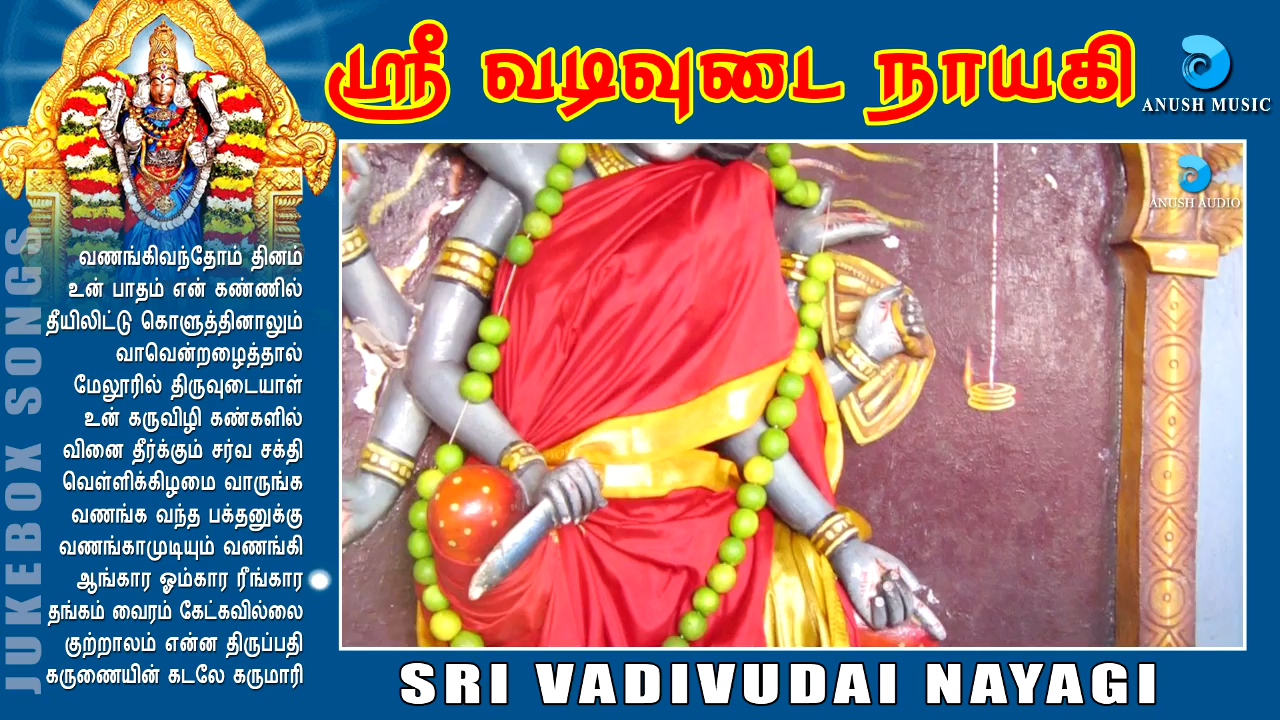 ஸ்ரீ வடிவுடை நாயகி
ANUSH MUSIC
ANUSH AUDIO
JUKEBOX SONGS
வணங்கிவந்தோம் தினம்
உன் பாதம் என் கண்ணில்
தீயிலிட்டு கொளுத்தினாலும்
வாவென்றழைத்தால்
மேலூரில் திருவுடையாள்
உன் கருவிழி கண்களில்
வினை தீர்க்கும் சர்வ சக்தி
வெள்ளிக்கிழமை வாருங்க
வணங்க வந்த பக்தனுக்கு
வணங்காமுடியும் வணங்கி
ஆங்கார ஓம்கார ரீங்கார
தங்கம் வைரம் கேட்கவில்லை
குற்றாலம் என்ன திருப்பதி
கருணையின் கடலே கருமாரி
SRI VADIVUDAI NAYAGI